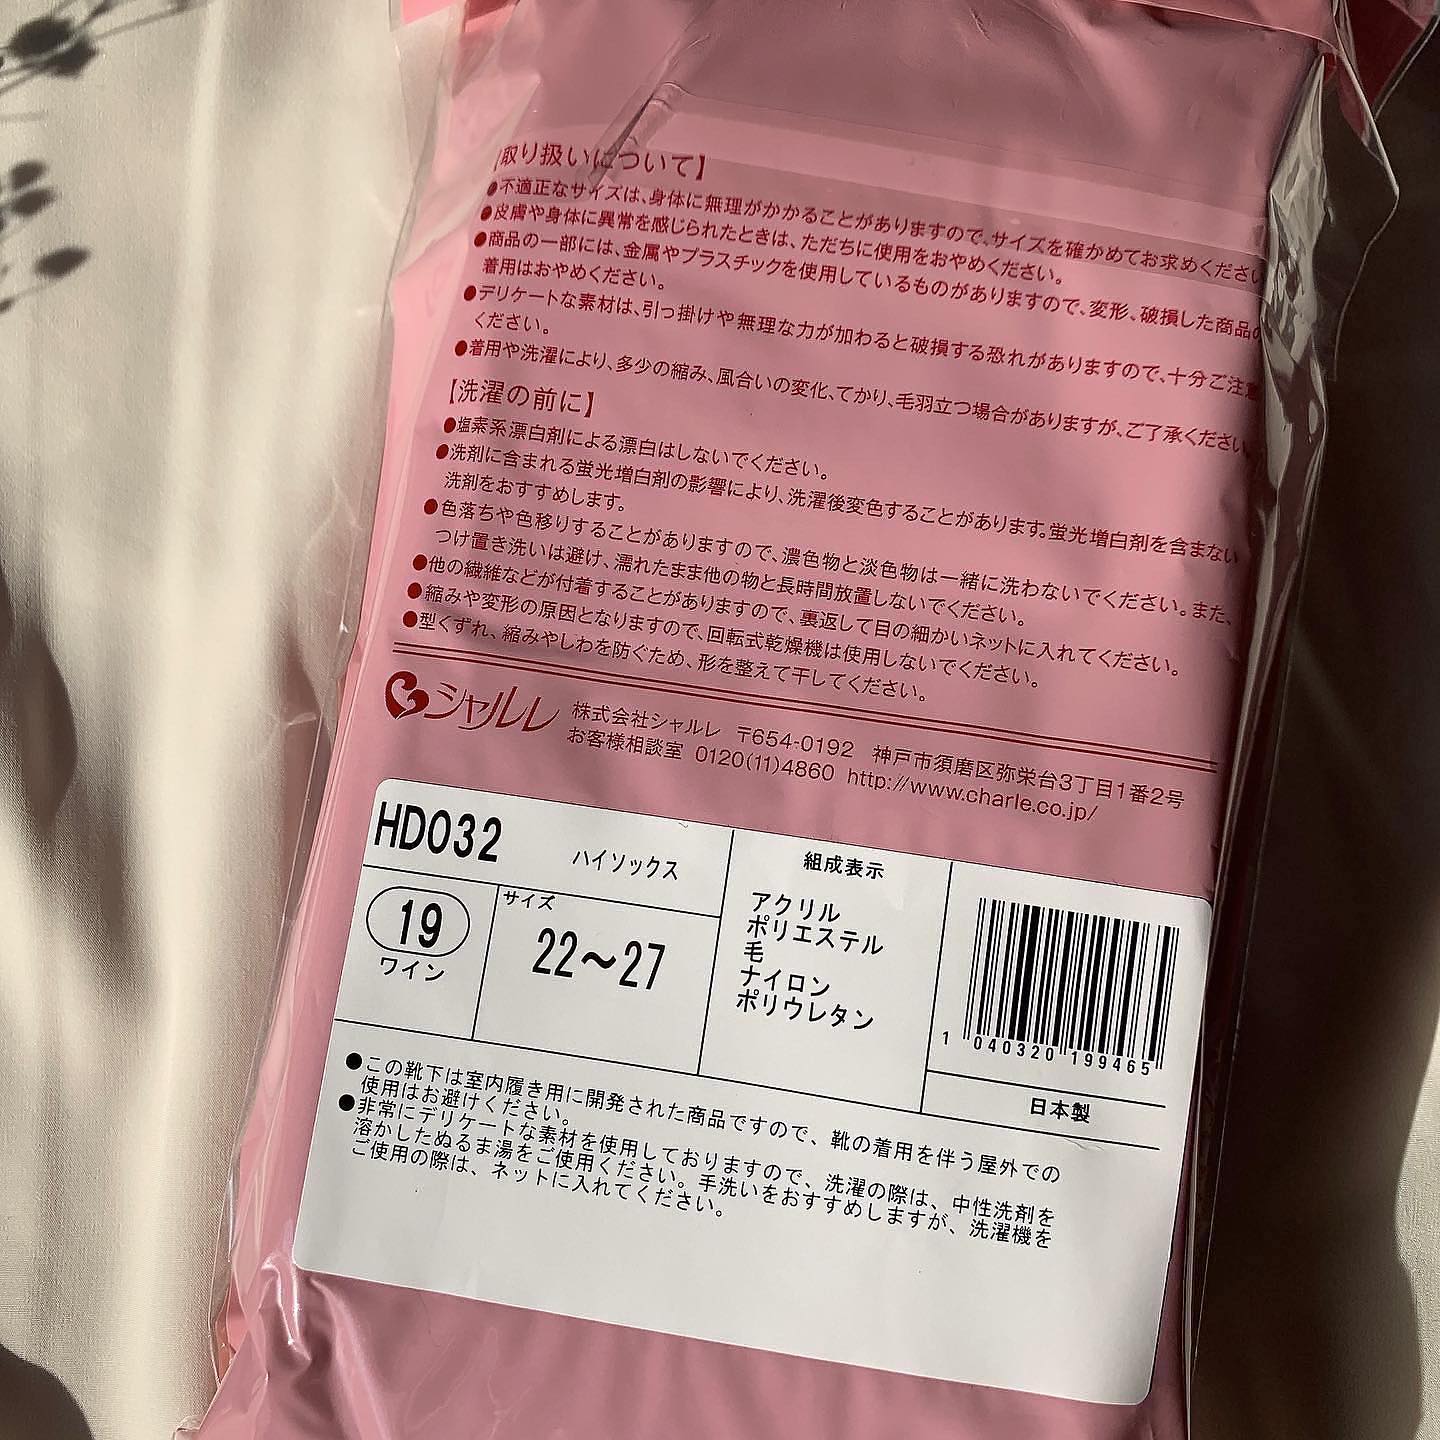 【取り扱いについて】
●不適正なサイズは、身体に無理がかかることがありますので、サイズを確かめてお求めください
●皮膚や身体に異常を感じられたときは、ただちに使用をおやめください。
●商品の一部には、金属やプラスチックを使用しているものがありますので、変形、破損した商品の
着用はおやめください。
●デリケートな素材は、引っ掛けや無理な力が加わると破損する恐れがありますので、十分ご注意
ください。
●着用や洗濯により、多少の縮み、風合いの変化、てかり、毛羽立つ場合がありますが、ご了承ください。
【洗濯の前に】
●塩素系漂白剤による漂白はしないでください。
●洗剤に含まれる蛍光増白剤の影響により、洗濯後変色することがあります。蛍光増白剤を含まない
洗剤をおすすめします。
●色落ちや色移りすることがありますので、濃色物と淡色物は一緒に洗わないでください。また、
つけ置き洗いは避け、濡れたまま他の物と長時間放置しないでください。
●他の繊維などが付着することがありますので、裏返して目の細かいネットに入れてください。
●縮みや変形の原因となりますので、回転式乾燥機は使用しないでください。
●型くずれ、縮みやしわを防ぐため、形を整えて干してください。
シャルレ 株式会社シャルレ 〒654-0192 神戸市須磨区弥栄台3丁目1番2号
お客様相談室 0120(11)4860 http://www.charle.co.jp/
HD032 ハイソックス
19
ワイン
サイズ
22〜27
組成表示
アクリル
ポリエステル
毛
ナイロン
ポリウレタン
1 040320 199465
日本製
●この靴下は室内履き用に開発された商品ですので、靴の着用を伴う屋外での
使用はお避けください。
●非常にデリケートな素材を使用しておりますので、洗濯の際は、中性洗剤を
溶かしたぬるま湯をご使用ください。手洗いをおすすめしますが、洗濯機を
ご使用の際は、ネットに入れてください。